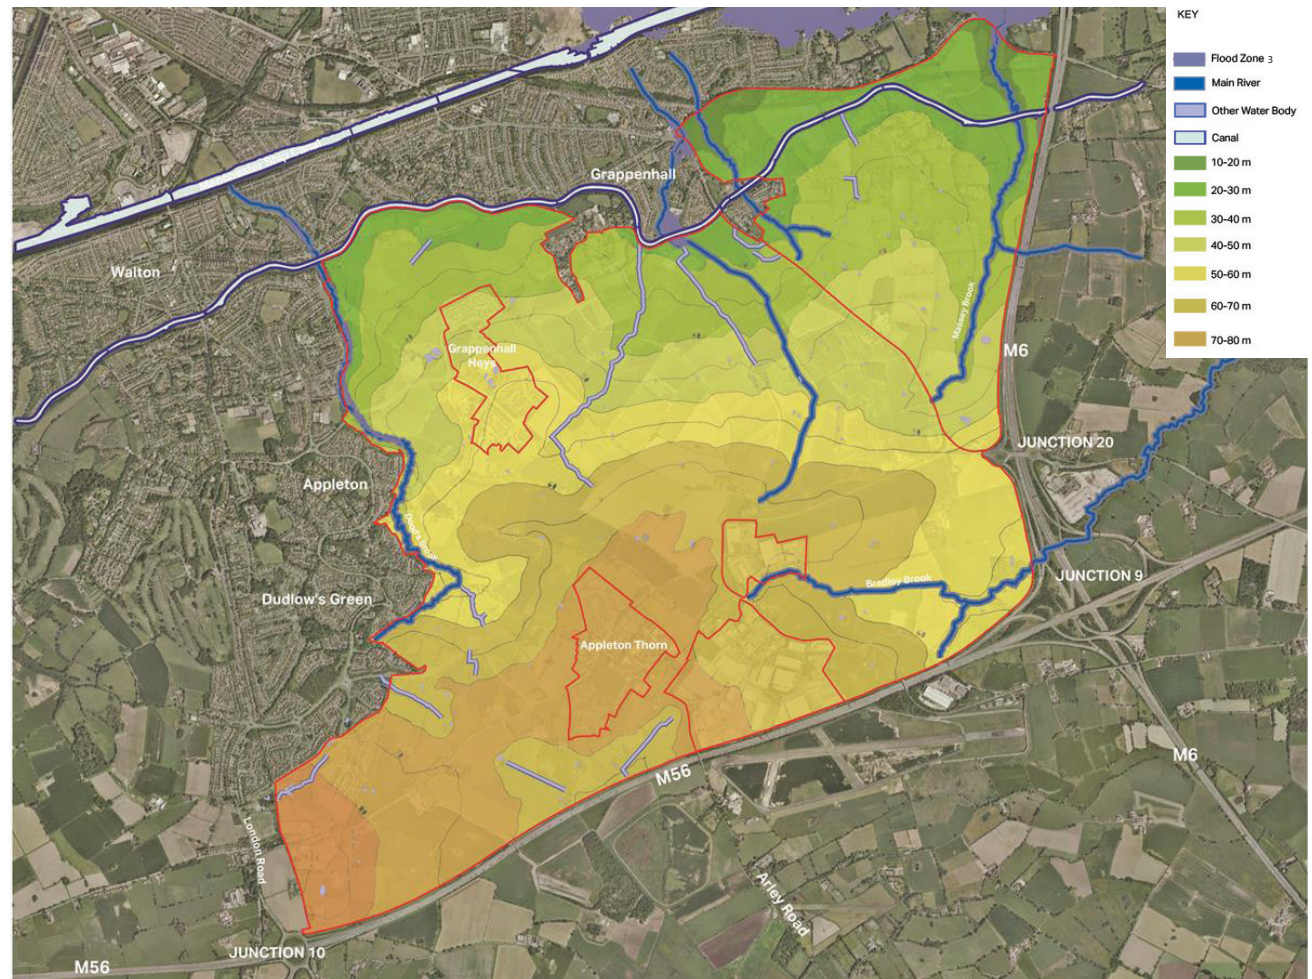 KEY
Flood Zone 3
Main River
Other Water Body
Canal
10-20 m
20-30 m
30-40 m
40-50 m
50-60 m
60-70 m
70-80 m
Grappenhall
Walton
Massey Brook
M6
Grappenhall
Heys
JUNCTION 20
Appleton
JUNCTION 9
Bradley Brook
Dudlow's Green
Appleton Thorn
M6
M56
London Road
Arley Road
JUNCTION 10
M56